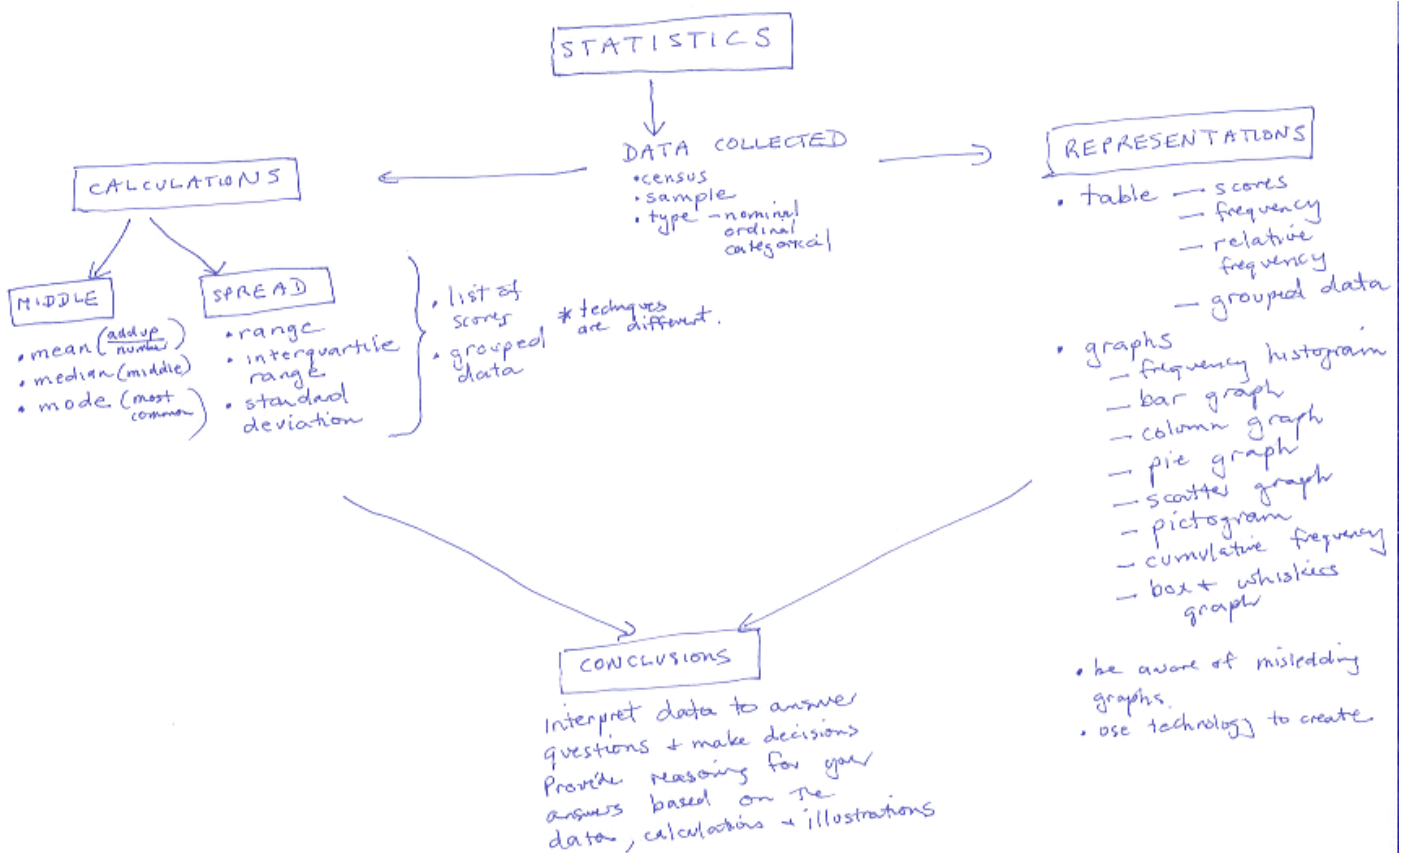 STATISTICS
DATA COLLECTED
• census
• sample
• type - nominal
ordinal
categorical
CALCULATIONS
MIDDLE
• mean (add up
number)
• median (middle)
• mode (most
common)
SPREAD
• range
• interquartile
range
• standard
deviation
• list of
scores
• grouped
data
* technques
are different.
REPRESENTATIONS
• table — scores
— frequency
— relative
frequency
— grouped data
• graphs
— frequency histogram
— bar graph
— column graph
— pie graph
— scatter graph
— pictogram
— cumulative frequency
— box + whiskers
graph
• be aware of misleading
graphs.
• use technology to create
CONCLUSIONS
Interpret data to answer
questions + make decisions
Provide reasoning for your
answers based on the
data, calculations + illustrations